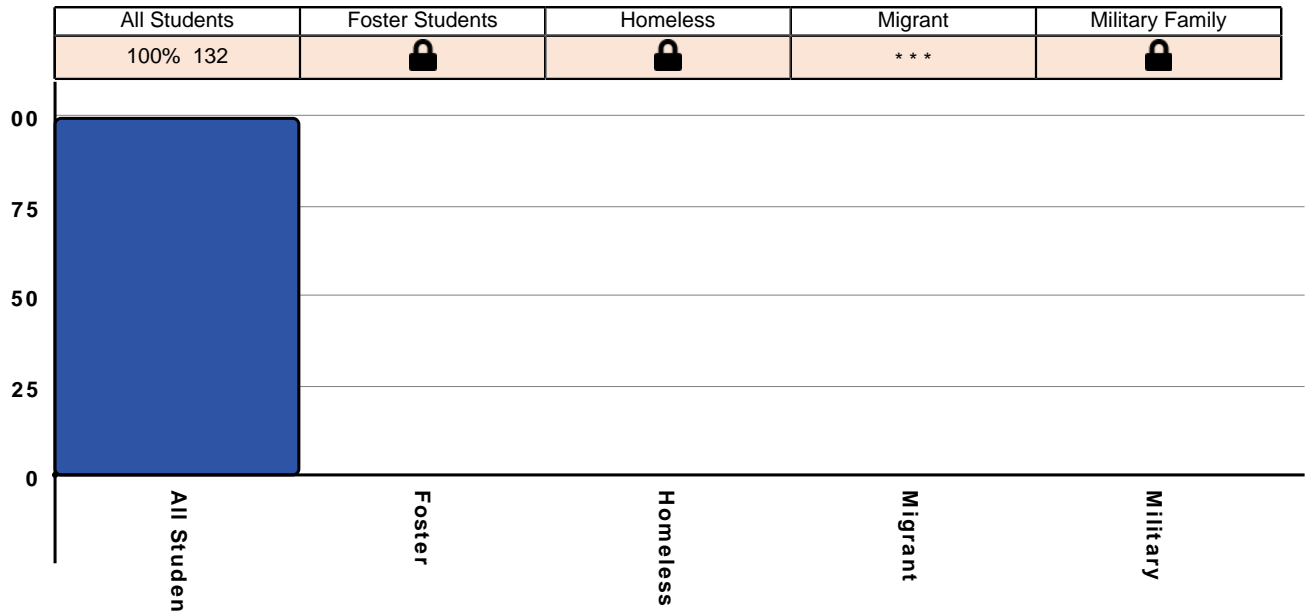 All Students Foster Students Homeless Migrant Military Family
100% 132 * * *
00
75
50
25
0
All Studen
Foster
Homeless
Migrant
Military